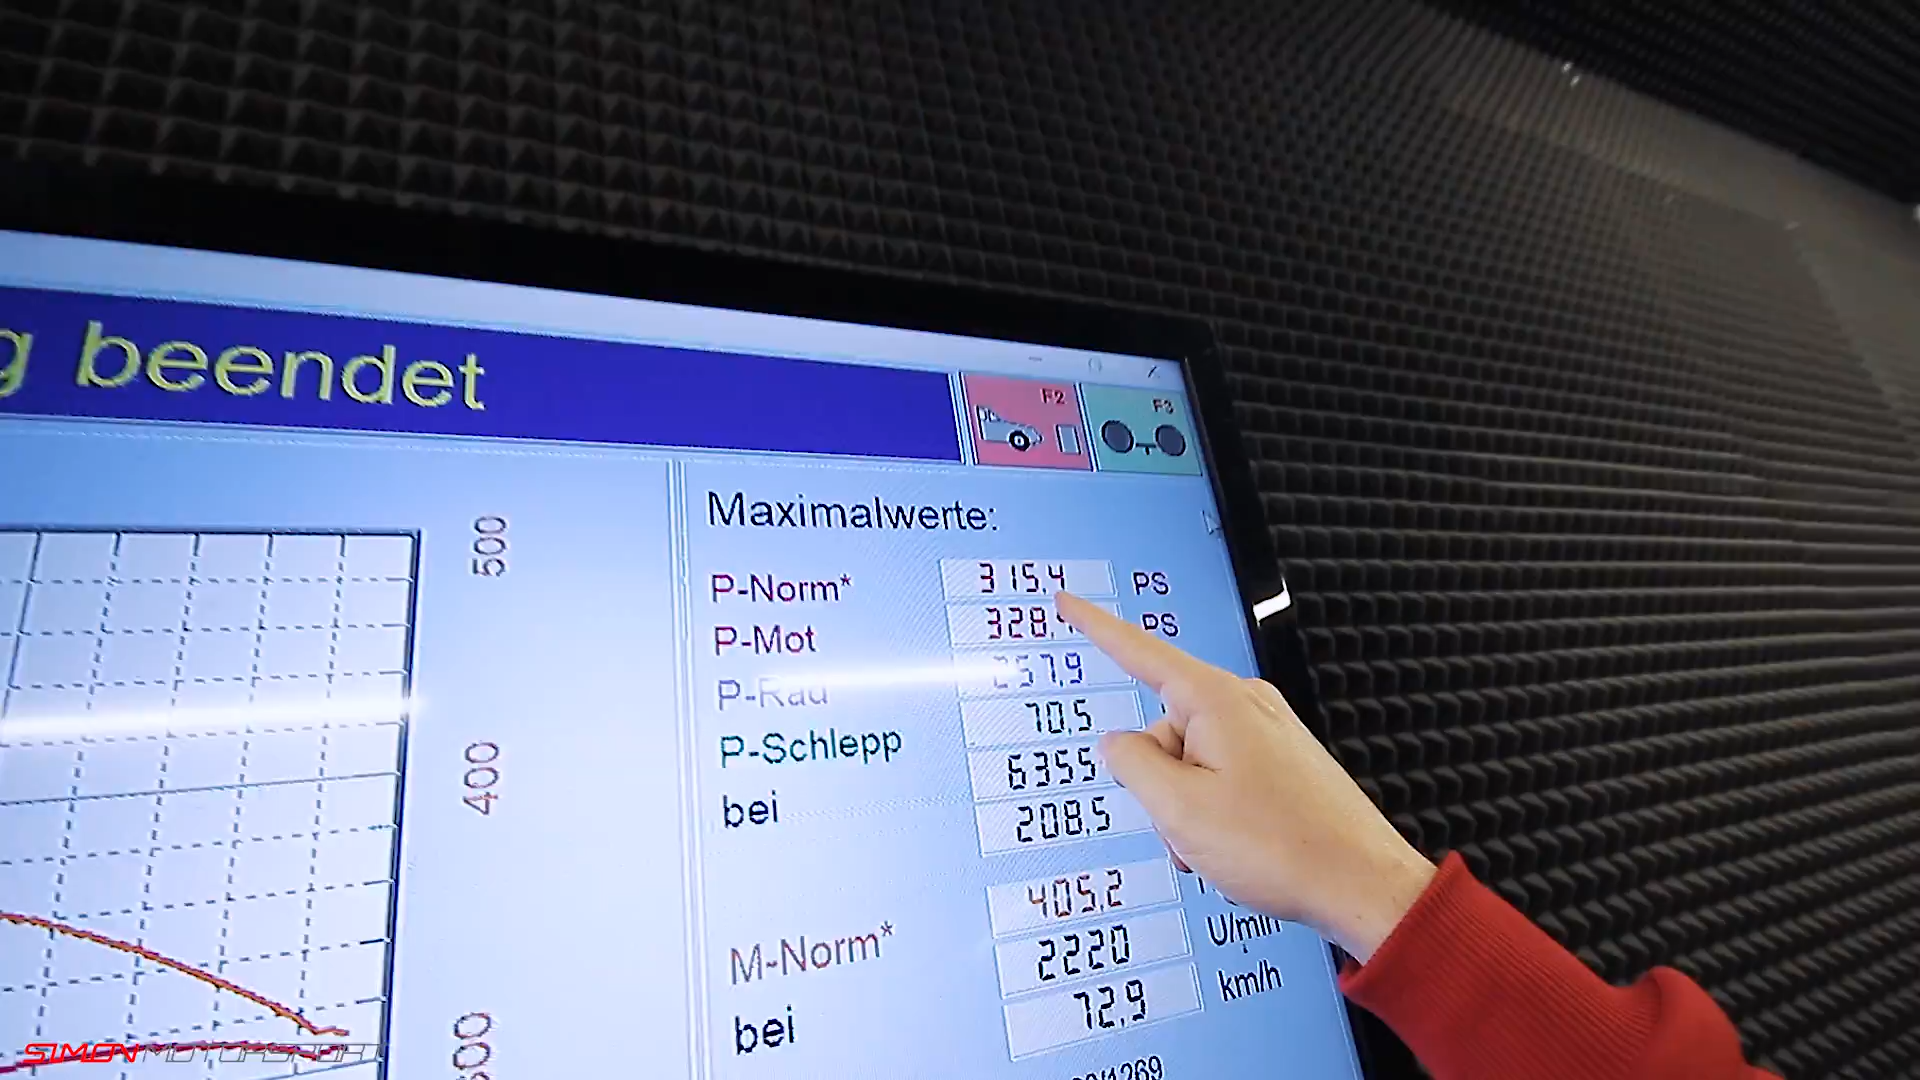 g beendet
F2
F3
500
400
Maximalwerte:
P-Norm* 315,4 PS
P-Mot 328, PS
P-Rad 257,9
P-Schlepp 70,5
bei 6355
208,5
M-Norm* 405,2
bei 2220 U/min
72,9 km/h
SIMON MOTORSPORT